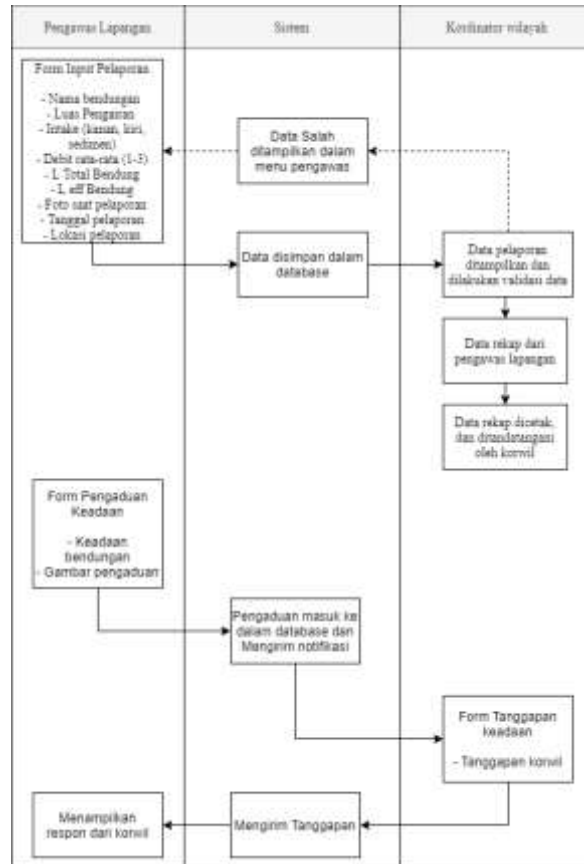 Pengawas Lapangan
Sistem
Kordinator wilayah
Form Input Pelaporan
- Nama bendungan
- Luas Pengairan
- Intake (kanan, kiri,
sedimen)
- Debit rata-rata (1-3)
- L Total Bendung
- L eff Bendung
- Foto saat pelaporan
- Tanggal pelaporan
- Lokasi pelaporan
Data Salah
ditampilkan dalam
menu pengawas
Data disimpan dalam
database
Data pelaporan
ditampilkan dan
dilakukan validasi data
Data rekap dari
pengawas lapangan
Data rekap dicetak,
dan ditandatangani
oleh korwil
Form Pengaduan
Keadaan
- Keadaan
bendungan
- Gambar pengaduan
Pengaduan masuk ke
dalam database dan
Mengirim notifikasi
Form Tanggapan
keadaan
- Tanggapan korwil
Mengirim Tanggapan
Menampilkan
respon dari korwil